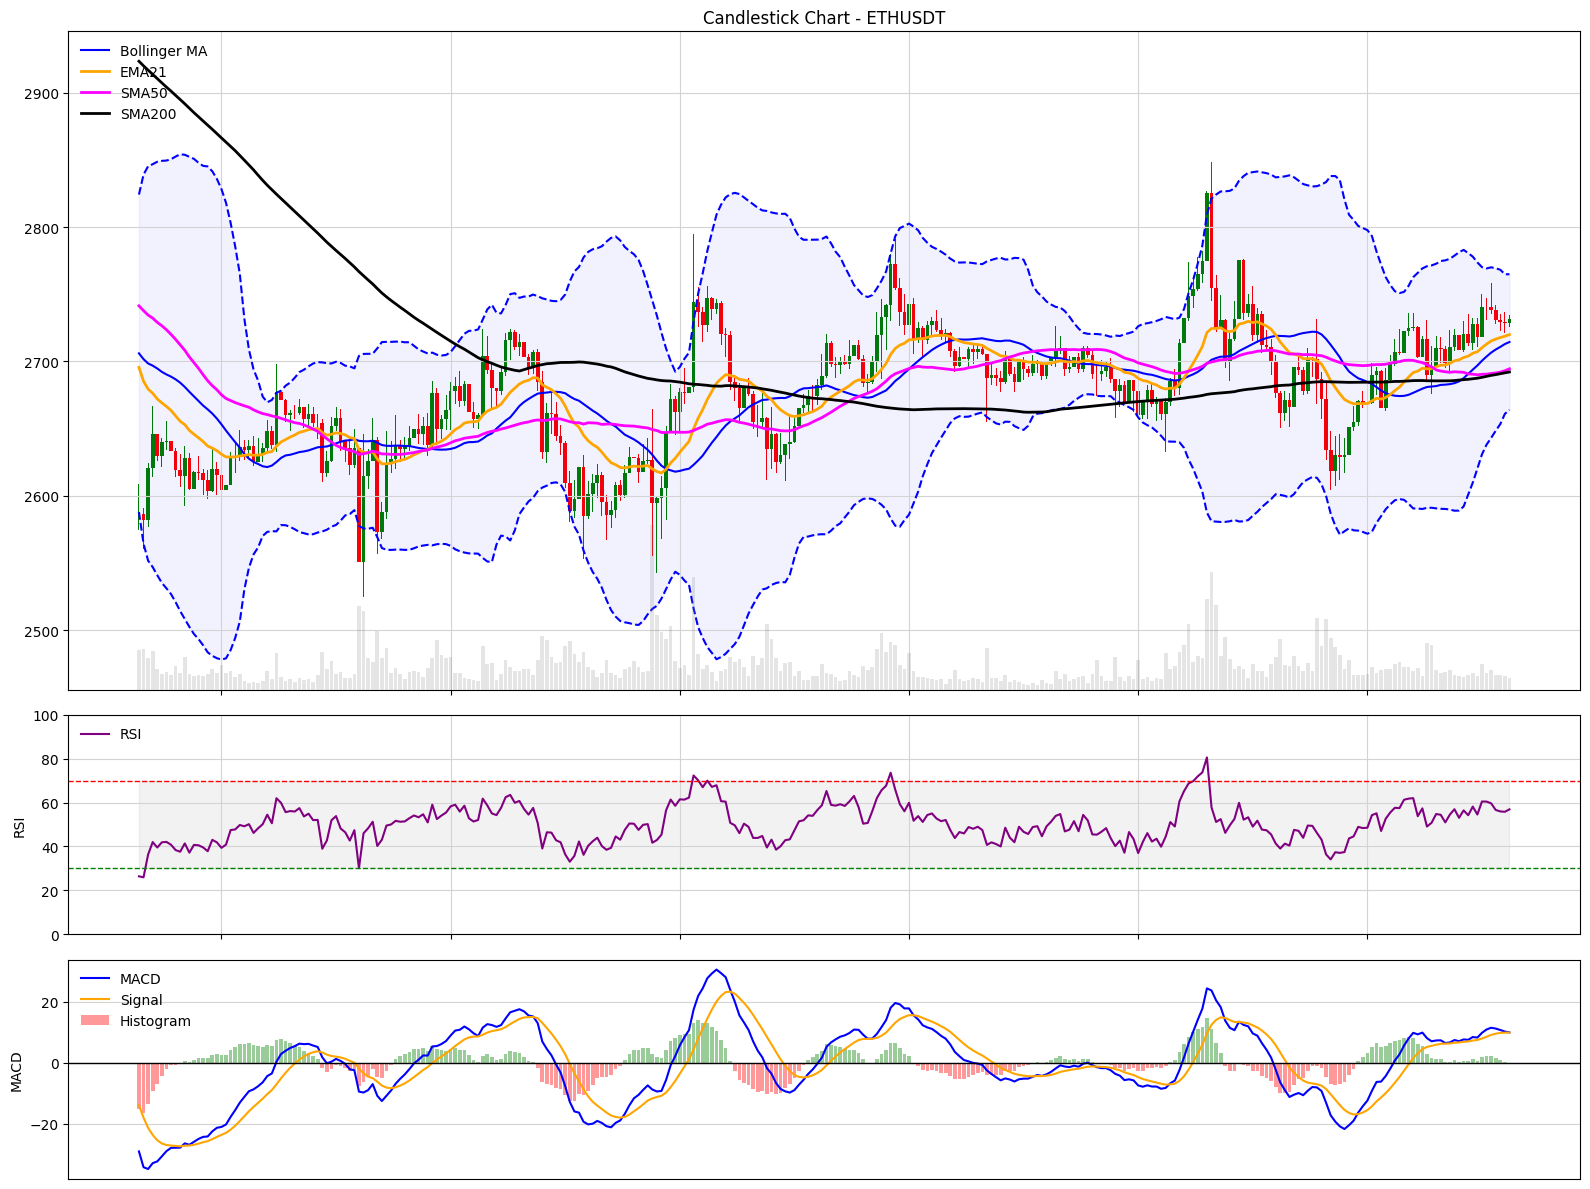 Candlestick Chart - ETHUSDT
Bollinger MA
EMA21
SMA50
SMA200
2900
2800
2700
2600
2500
RSI
100
80
60
40
20
0
RSI
MACD
Signal
Histogram
20
0
−20
MACD